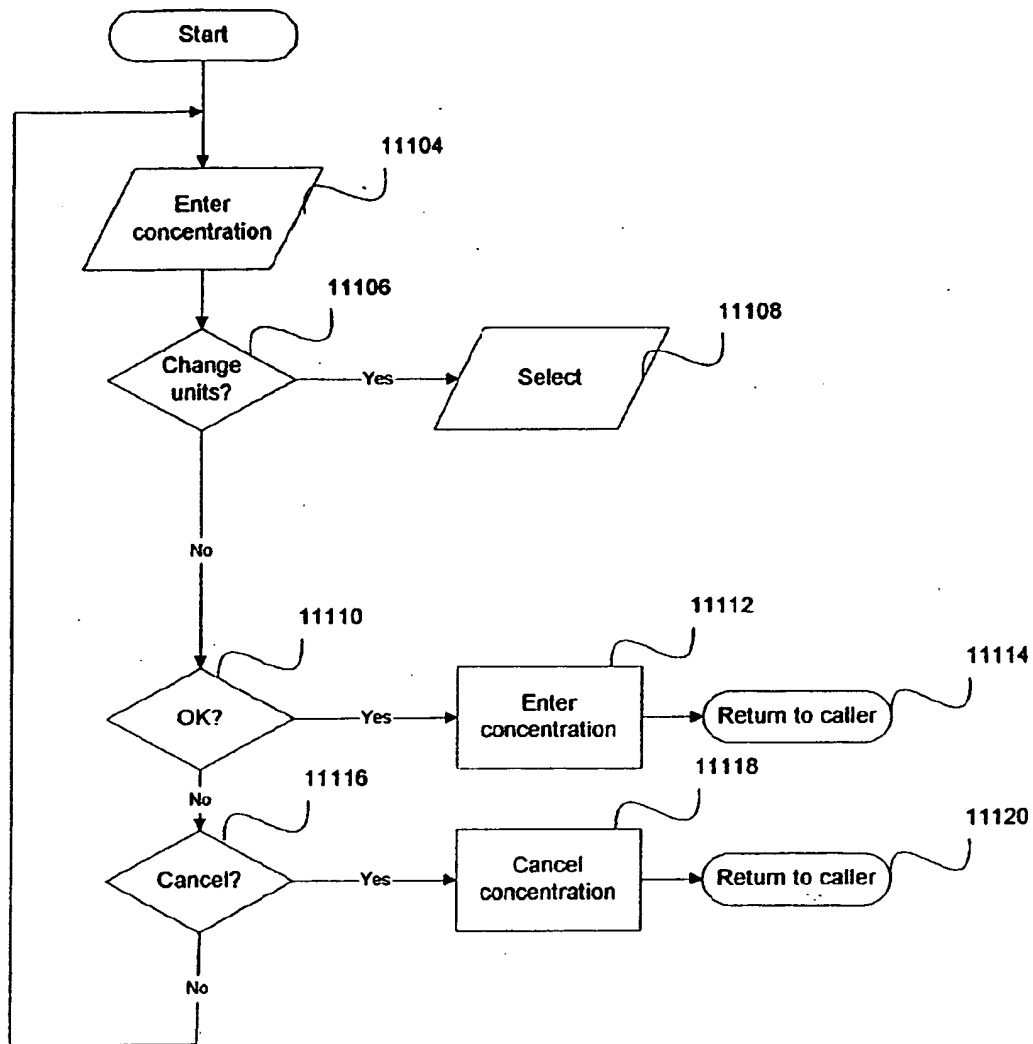 Start
11104
Enter
concentration
11106
11108
Change
units?
Yes
Select
No
11110
11112
11114
OK?
Yes
Enter
concentration
Return to caller
11116
11118
No
11120
Cancel?
Yes
Cancel
concentration
Return to caller
No